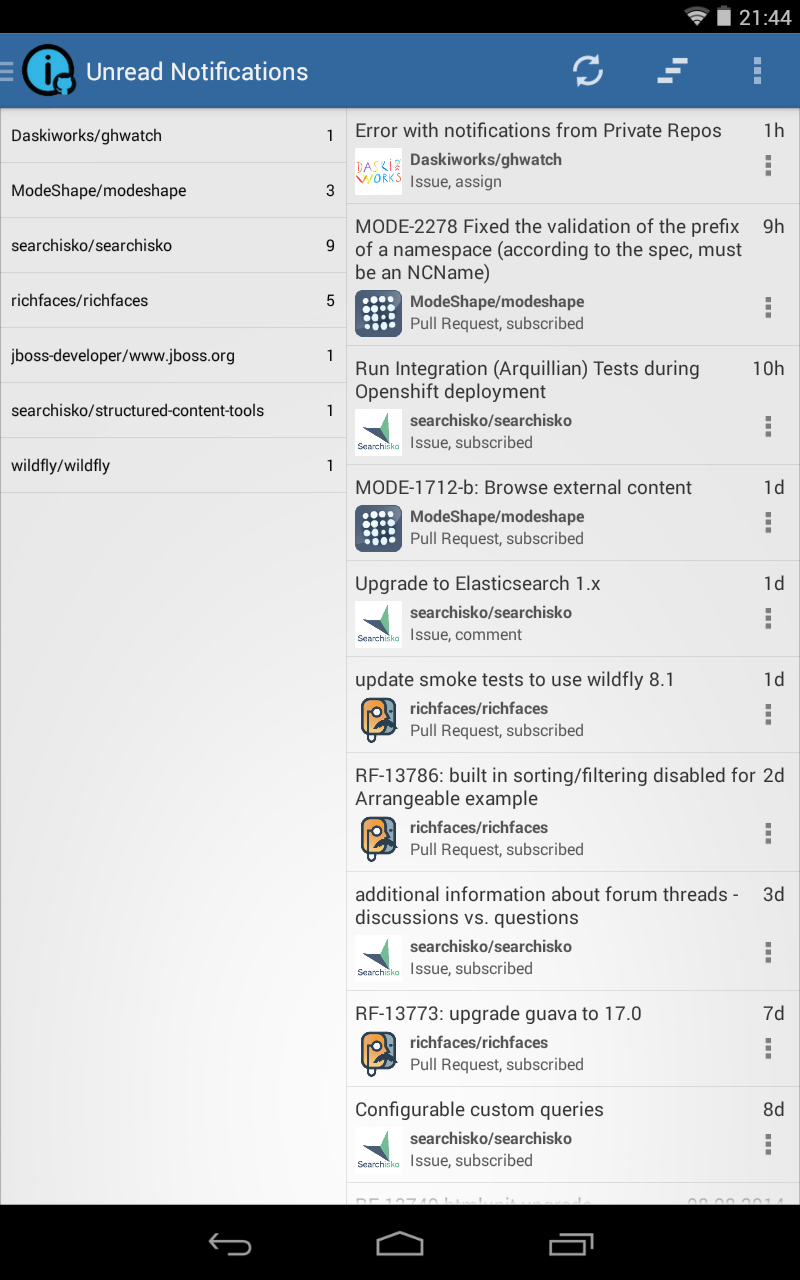 21:44
Unread Notifications
Daskiworks/ghwatch 1
ModeShape/modeshape 3
searchisko/searchisko 9
richfaces/richfaces 5
jboss-developer/www.jboss.org 1
searchisko/structured-content-tools 1
wildfly/wildfly 1
Error with notifications from Private Repos 1h
DASKI
WORKS
Daskiworks/ghwatch
Issue, assign
MODE-2278 Fixed the validation of the prefix 9h
of a namespace (according to the spec, must
be an NCName)
ModeShape/modeshape
Pull Request, subscribed
Run Integration (Arquillian) Tests during 10h
Openshift deployment
Searchisko
searchisko/searchisko
Issue, subscribed
MODE-1712-b: Browse external content 1d
ModeShape/modeshape
Pull Request, subscribed
Upgrade to Elasticsearch 1.x 1d
Searchisko
searchisko/searchisko
Issue, comment
update smoke tests to use wildfly 8.1 1d
richfaces/richfaces
Pull Request, subscribed
RF-13786: built in sorting/filtering disabled for 2d
Arrangeable example
richfaces/richfaces
Pull Request, subscribed
additional information about forum threads - 3d
discussions vs. questions
Searchisko
searchisko/searchisko
Issue, subscribed
RF-13773: upgrade guava to 17.0 7d
richfaces/richfaces
Pull Request, subscribed
Configurable custom queries 8d
Searchisko
searchisko/searchisko
Issue, subscribed